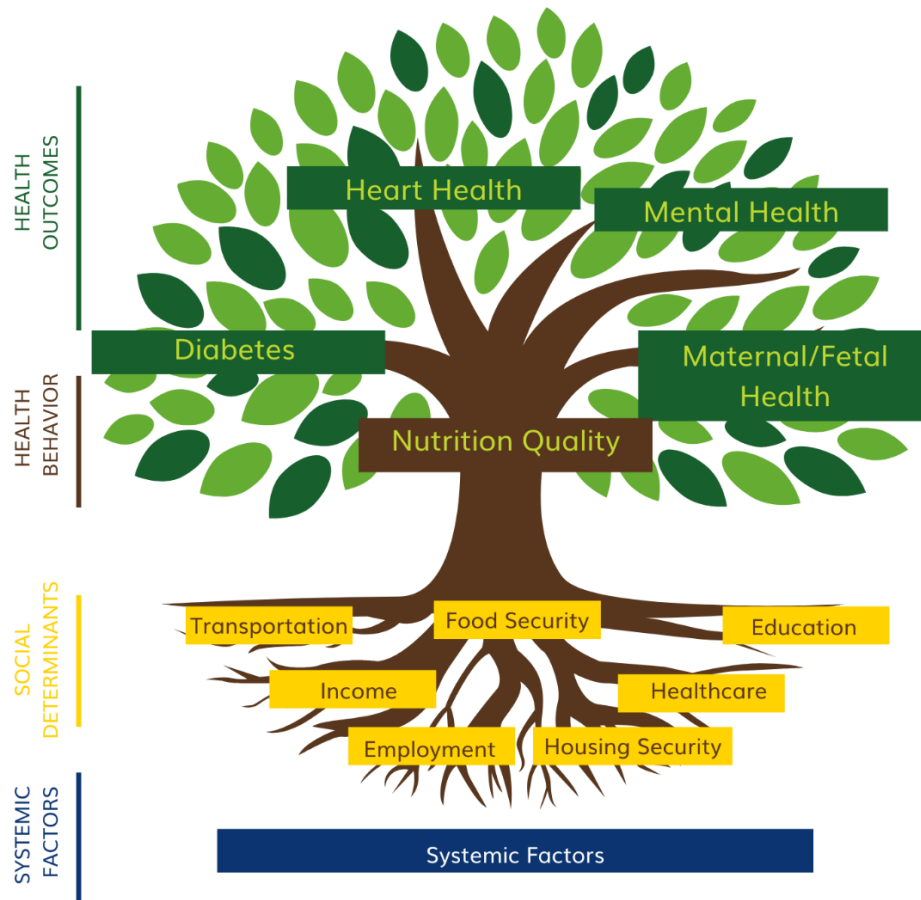 HEALTH
OUTCOMES
Heart Health
Mental Health
Diabetes
Maternal/Fetal
Health
HEALTH
BEHAVIOR
Nutrition Quality
SOCIAL
DETERMINANTS
Transportation
Food Security
Education
Income
Healthcare
Employment
Housing Security
SYSTEMIC
FACTORS
Systemic Factors